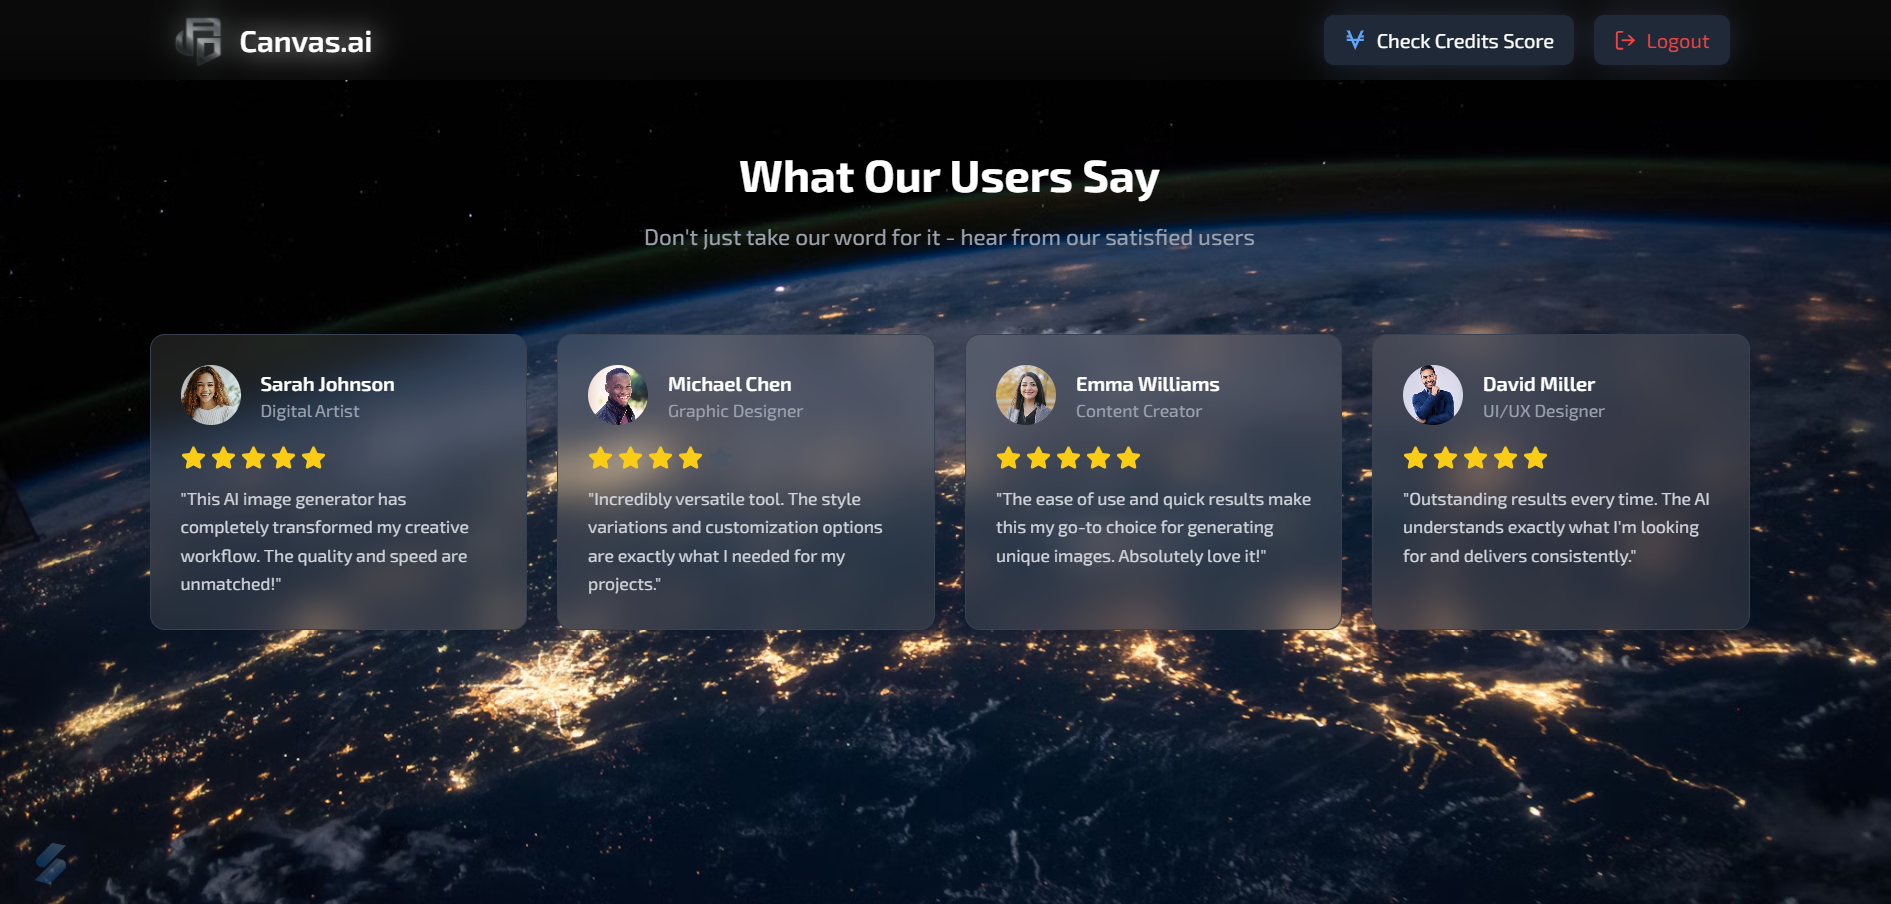 Canvas.ai
Check Credits Score
Logout
What Our Users Say
Don't just take our word for it - hear from our satisfied users
Sarah Johnson
Digital Artist
"This AI image generator has
completely transformed my creative
workflow. The quality and speed are
unmatched!"
Michael Chen
Graphic Designer
"Incredibly versatile tool. The style
variations and customization options
are exactly what I needed for my
projects."
Emma Williams
Content Creator
"The ease of use and quick results make
this my go-to choice for generating
unique images. Absolutely love it!"
David Miller
UI/UX Designer
"Outstanding results every time. The AI
understands exactly what I'm looking
for and delivers consistently."